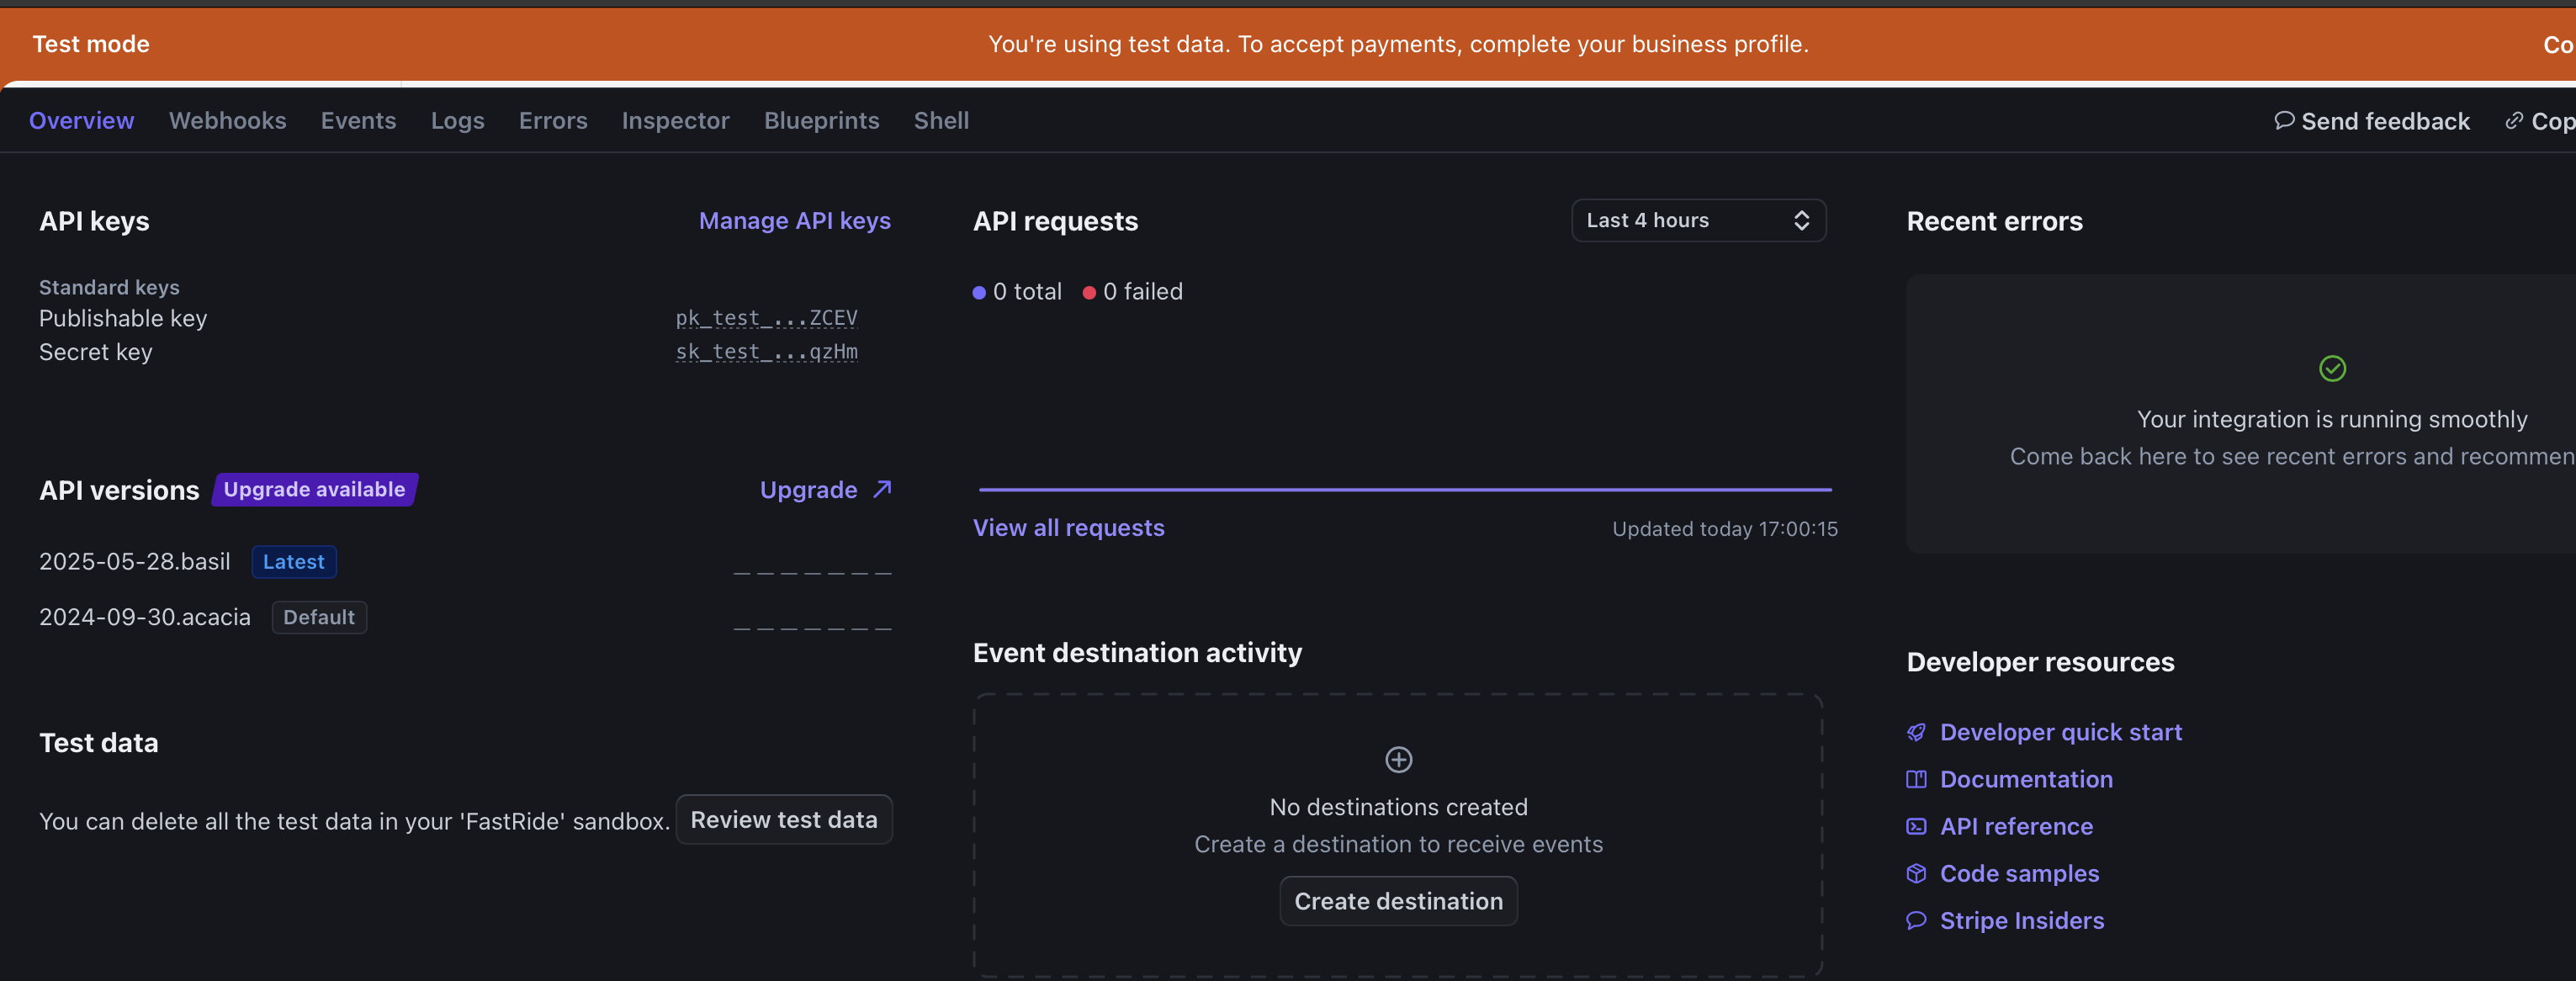 Test mode
You're using test data. To accept payments, complete your business profile.
Co
Overview Webhooks Events Logs Errors Inspector Blueprints Shell
Send feedback
Cop
API keys
Manage API keys
Standard keys
Publishable key pk_test_...ZCEV
Secret key sk_test_...qzHm
API versions Upgrade available
Upgrade
2025-05-28.basil Latest
2024-09-30.acacia Default
Test data
You can delete all the test data in your 'FastRide' sandbox. Review test data
API requests
Last 4 hours
0 total 0 failed
View all requests
Updated today 17:00:15
Event destination activity
No destinations created
Create a destination to receive events
Create destination
Recent errors
Your integration is running smoothly
Come back here to see recent errors and recommen
Developer resources
Developer quick start
Documentation
API reference
Code samples
Stripe Insiders